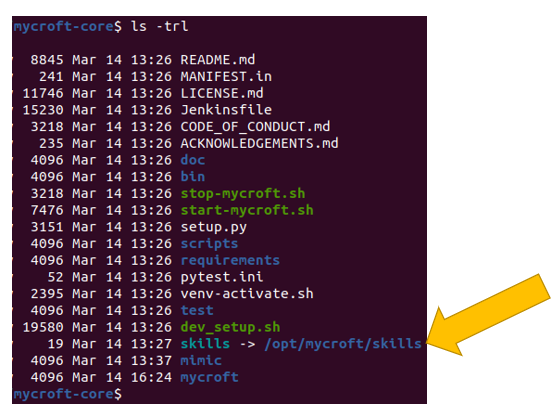 mycroft-core$ ls -trl
8845 Mar 14 13:26 README.md
241 Mar 14 13:26 MANIFEST.in
11746 Mar 14 13:26 LICENSE.md
15230 Mar 14 13:26 Jenkinsfile
3218 Mar 14 13:26 CODE_OF_CONDUCT.md
235 Mar 14 13:26 ACKNOWLEDGEMENTS.md
4096 Mar 14 13:26 doc
4096 Mar 14 13:26 bin
3218 Mar 14 13:26 stop-mycroft.sh
7476 Mar 14 13:26 start-mycroft.sh
3151 Mar 14 13:26 setup.py
4096 Mar 14 13:26 scripts
4096 Mar 14 13:26 requirements
52 Mar 14 13:26 pytest.ini
2395 Mar 14 13:26 venv-activate.sh
4096 Mar 14 13:26 test
19580 Mar 14 13:26 dev_setup.sh
19 Mar 14 13:27 skills -> /opt/mycroft/skills
4096 Mar 14 13:37 mimic
4096 Mar 14 16:24 mycroft
mycroft-core$